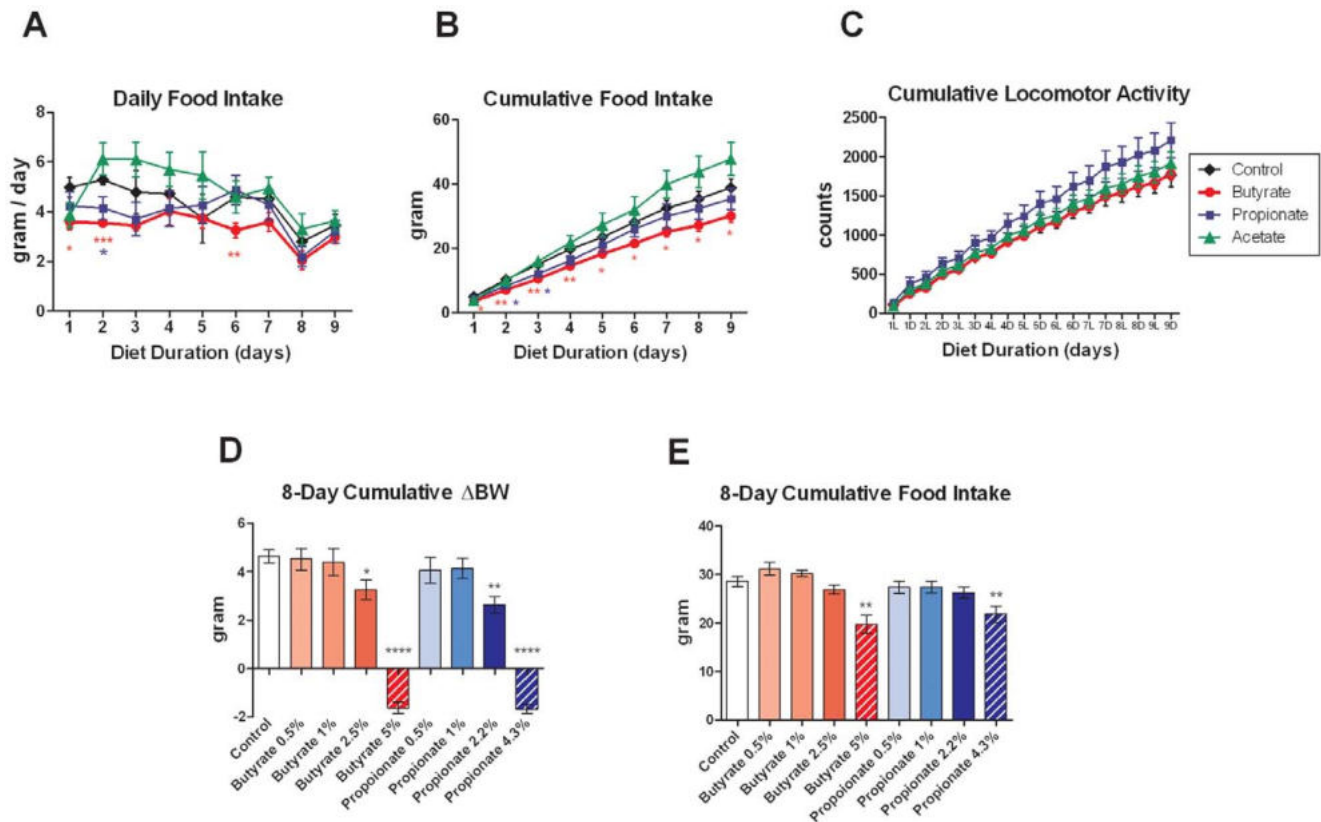 A
Daily Food Intake
gram / day
8
6
4
2
0
*
***
*
**
*
1 2 3 4 5 6 7 8 9
Diet Duration (days)
B
Cumulative Food Intake
gram
60
40
20
0
*
** *
** *
**
*
*
*
*
*
1 2 3 4 5 6 7 8 9
Diet Duration (days)
C
Cumulative Locomotor Activity
counts
2500
2000
1500
1000
500
0
1L 1D 2L 2D 3L 3D 4L 4D 5L 5D 6L 6D 7L 7D 8L 8D 9L 9D
Diet Duration (days)
Control
Butyrate
Propionate
Acetate
D
8-Day Cumulative ΔBW
gram
6
4
2
0
-2
*
****
**
****
Control
Butyrate 0.5%
Butyrate 1%
Butyrate 2.5%
Butyrate 5%
Propoionate 0.5%
Propionate 1%
Propionate 2.2%
Propionate 4.3%
E
8-Day Cumulative Food Intake
gram
40
30
20
10
0
**
**
Control
Butyrate 0.5%
Butyrate 1%
Butyrate 2.5%
Butyrate 5%
Propoionate 0.5%
Propionate 1%
Propionate 2.2%
Propionate 4.3%